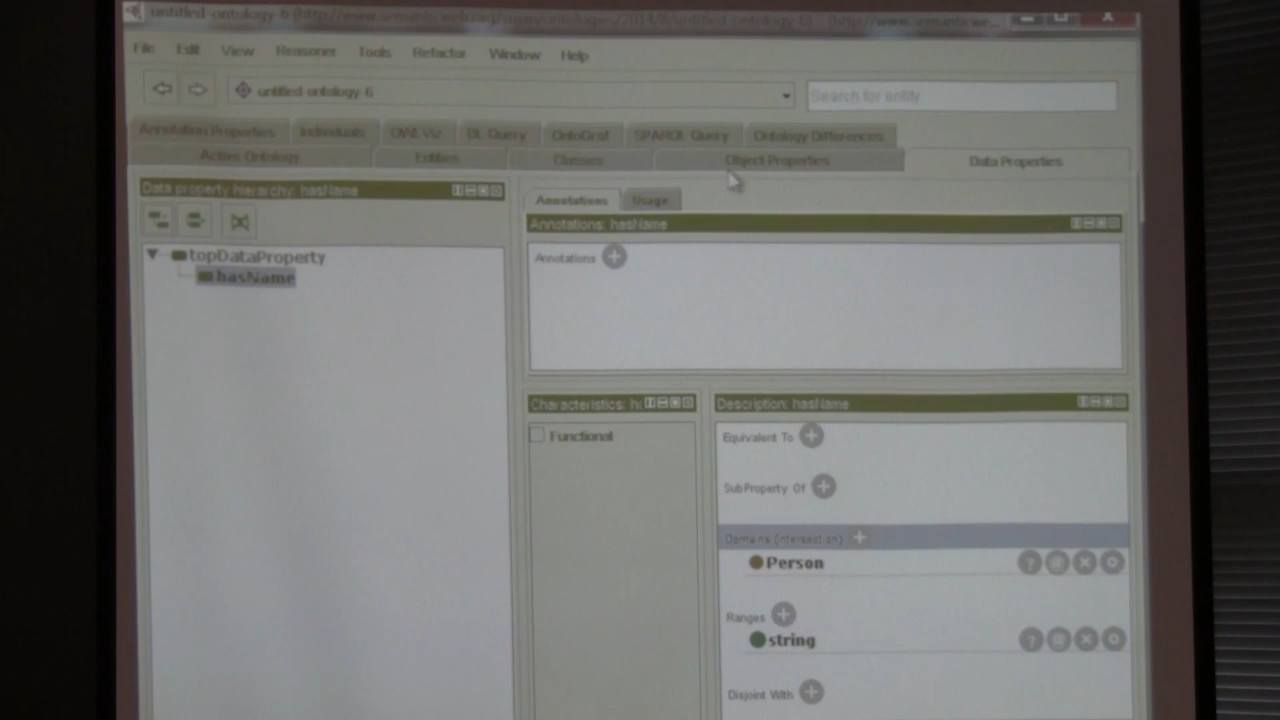 untitled-ontology-6
File Edit View Reasoner Tools Refactor Window Help
untitled-ontology-6
Search for entity
Annotation Properties Individuals OWLViz DL Query OntoGraf SPARQL Query Ontology Differences
Active Ontology Entities Classes Object Properties Data Properties
Data property hierarchy: hasName
topDataProperty
hasName
Annotations Usage
Annotations: hasName
Annotations
Characteristics: h
Functional
Description: hasName
Equivalent To
SubProperty Of
Domains (intersection)
Person
Ranges
string
Disjoint With